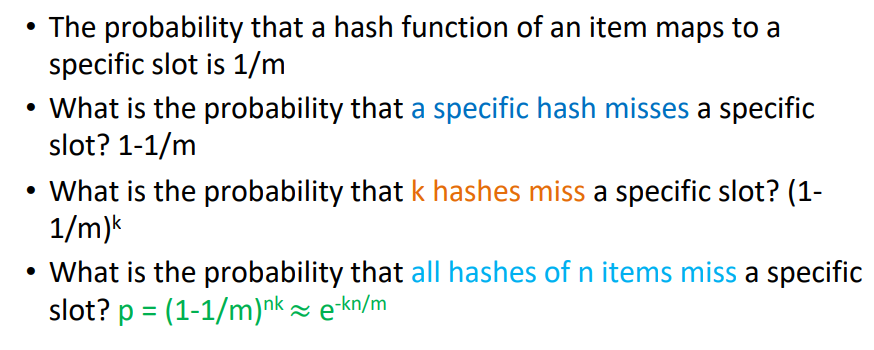 • The probability that a hash function of an item maps to a
specific slot is 1/m
• What is the probability that a specific hash misses a specific
slot? 1-1/m
• What is the probability that k hashes miss a specific slot? (1-
1/m)ᵏ
• What is the probability that all hashes of n items miss a specific
slot? p = (1-1/m)ⁿᵏ ≈ e⁻ᵏⁿ/ᵐ